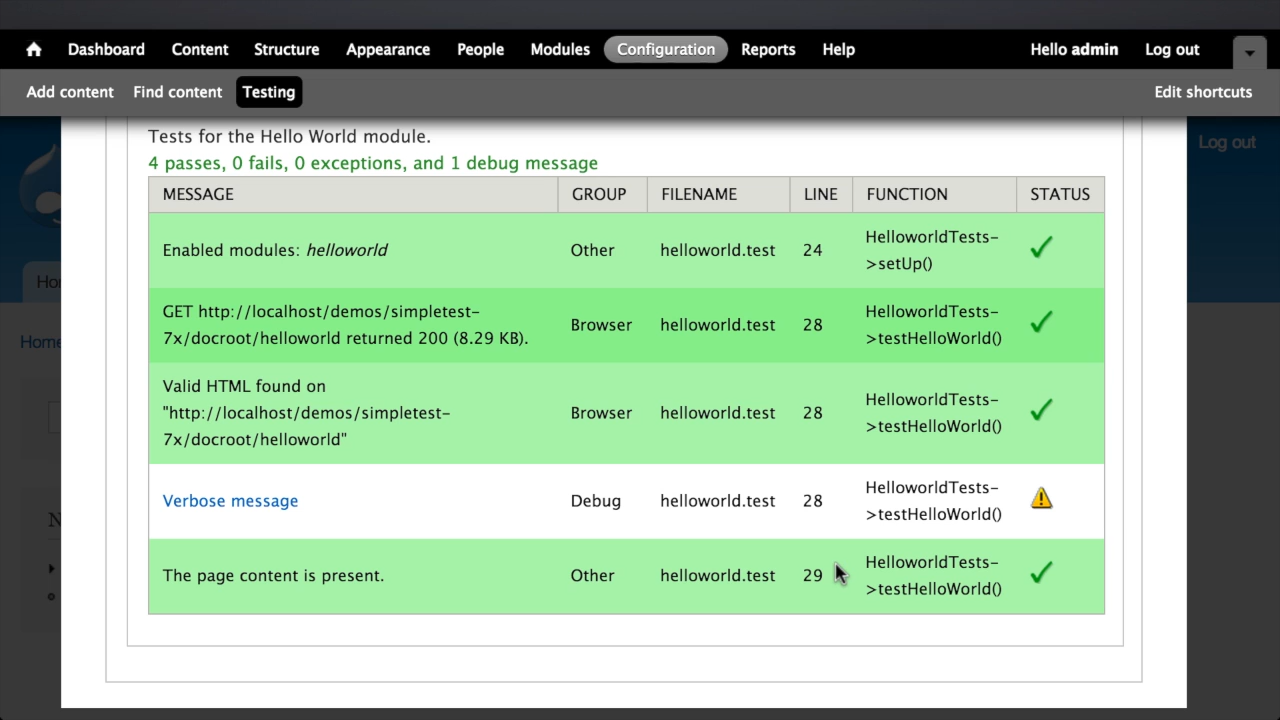 Dashboard Content Structure Appearance People Modules Configuration Reports Help Hello admin Log out
Add content Find content Testing Edit shortcuts
Log out
Tests for the Hello World module.
4 passes, 0 fails, 0 exceptions, and 1 debug message
MESSAGE GROUP FILENAME LINE FUNCTION STATUS
Enabled modules: helloworld Other helloworld.test 24 HelloworldTests-
>setUp()
GET http://localhost/demos/simpletest-
7x/docroot/helloworld returned 200 (8.29 KB).
Browser helloworld.test 28 HelloworldTests-
>testHelloWorld()
Valid HTML found on
"http://localhost/demos/simpletest-
7x/docroot/helloworld"
Browser helloworld.test 28 HelloworldTests-
>testHelloWorld()
Verbose message Debug helloworld.test 28 HelloworldTests-
>testHelloWorld()
The page content is present. Other helloworld.test 29 HelloworldTests-
>testHelloWorld()
Home